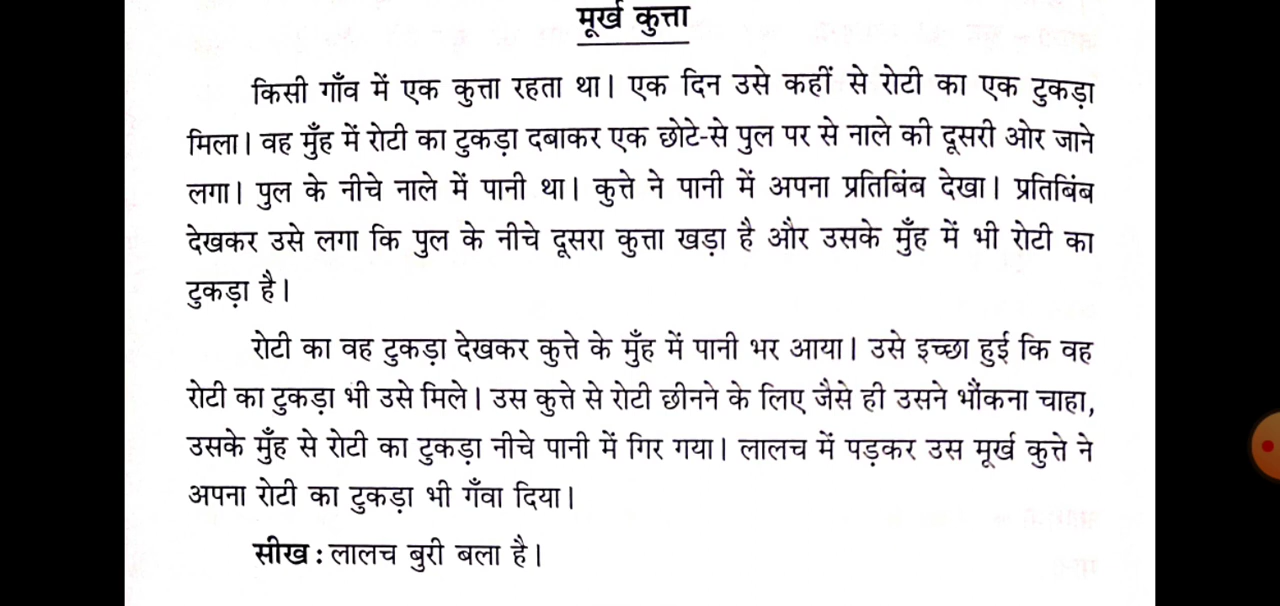 मूर्ख कुत्ता
किसी गाँव में एक कुत्ता रहता था। एक दिन उसे कहीं से रोटी का एक टुकड़ा
मिला। वह मुँह में रोटी का टुकड़ा दबाकर एक छोटे-से पुल पर से नाले की दूसरी ओर जाने
लगा। पुल के नीचे नाले में पानी था। कुत्ते ने पानी में अपना प्रतिबिंब देखा। प्रतिबिंब
देखकर उसे लगा कि पुल के नीचे दूसरा कुत्ता खड़ा है और उसके मुँह में भी रोटी का
टुकड़ा है।
रोटी का वह टुकड़ा देखकर कुत्ते के मुँह में पानी भर आया। उसे इच्छा हुई कि वह
रोटी का टुकड़ा भी उसे मिले। उस कुत्ते से रोटी छीनने के लिए जैसे ही उसने भौंकना चाहा,
उसके मुँह से रोटी का टुकड़ा नीचे पानी में गिर गया। लालच में पड़कर उस मूर्ख कुत्ते ने
अपना रोटी का टुकड़ा भी गँवा दिया।
सीख : लालच बुरी बला है।